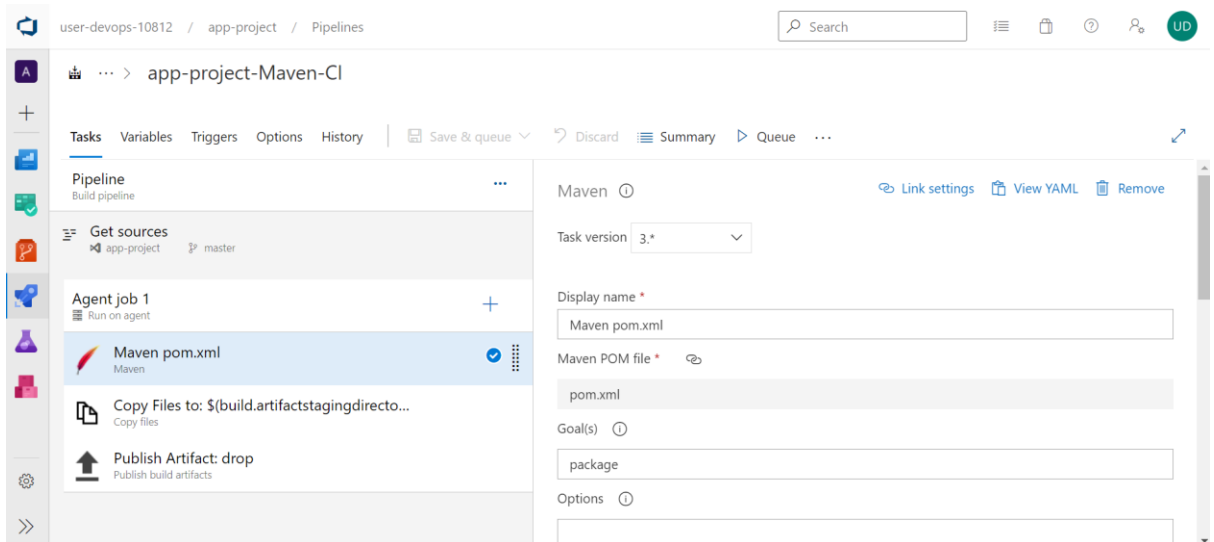 user-devops-10812 / app-project / Pipelines
Search
UD
A
··· > app-project-Maven-CI
Tasks Variables Triggers Options History Save & queue Discard Summary Queue ···
Pipeline
Build pipeline
Get sources
app-project master
Agent job 1
Run on agent
Maven pom.xml
Maven
Copy Files to: $(build.artifactstagingdirecto...
Copy files
Publish Artifact: drop
Publish build artifacts
Maven Link settings View YAML Remove
Task version 3.*
Display name *
Maven pom.xml
Maven POM file *
pom.xml
Goal(s)
package
Options